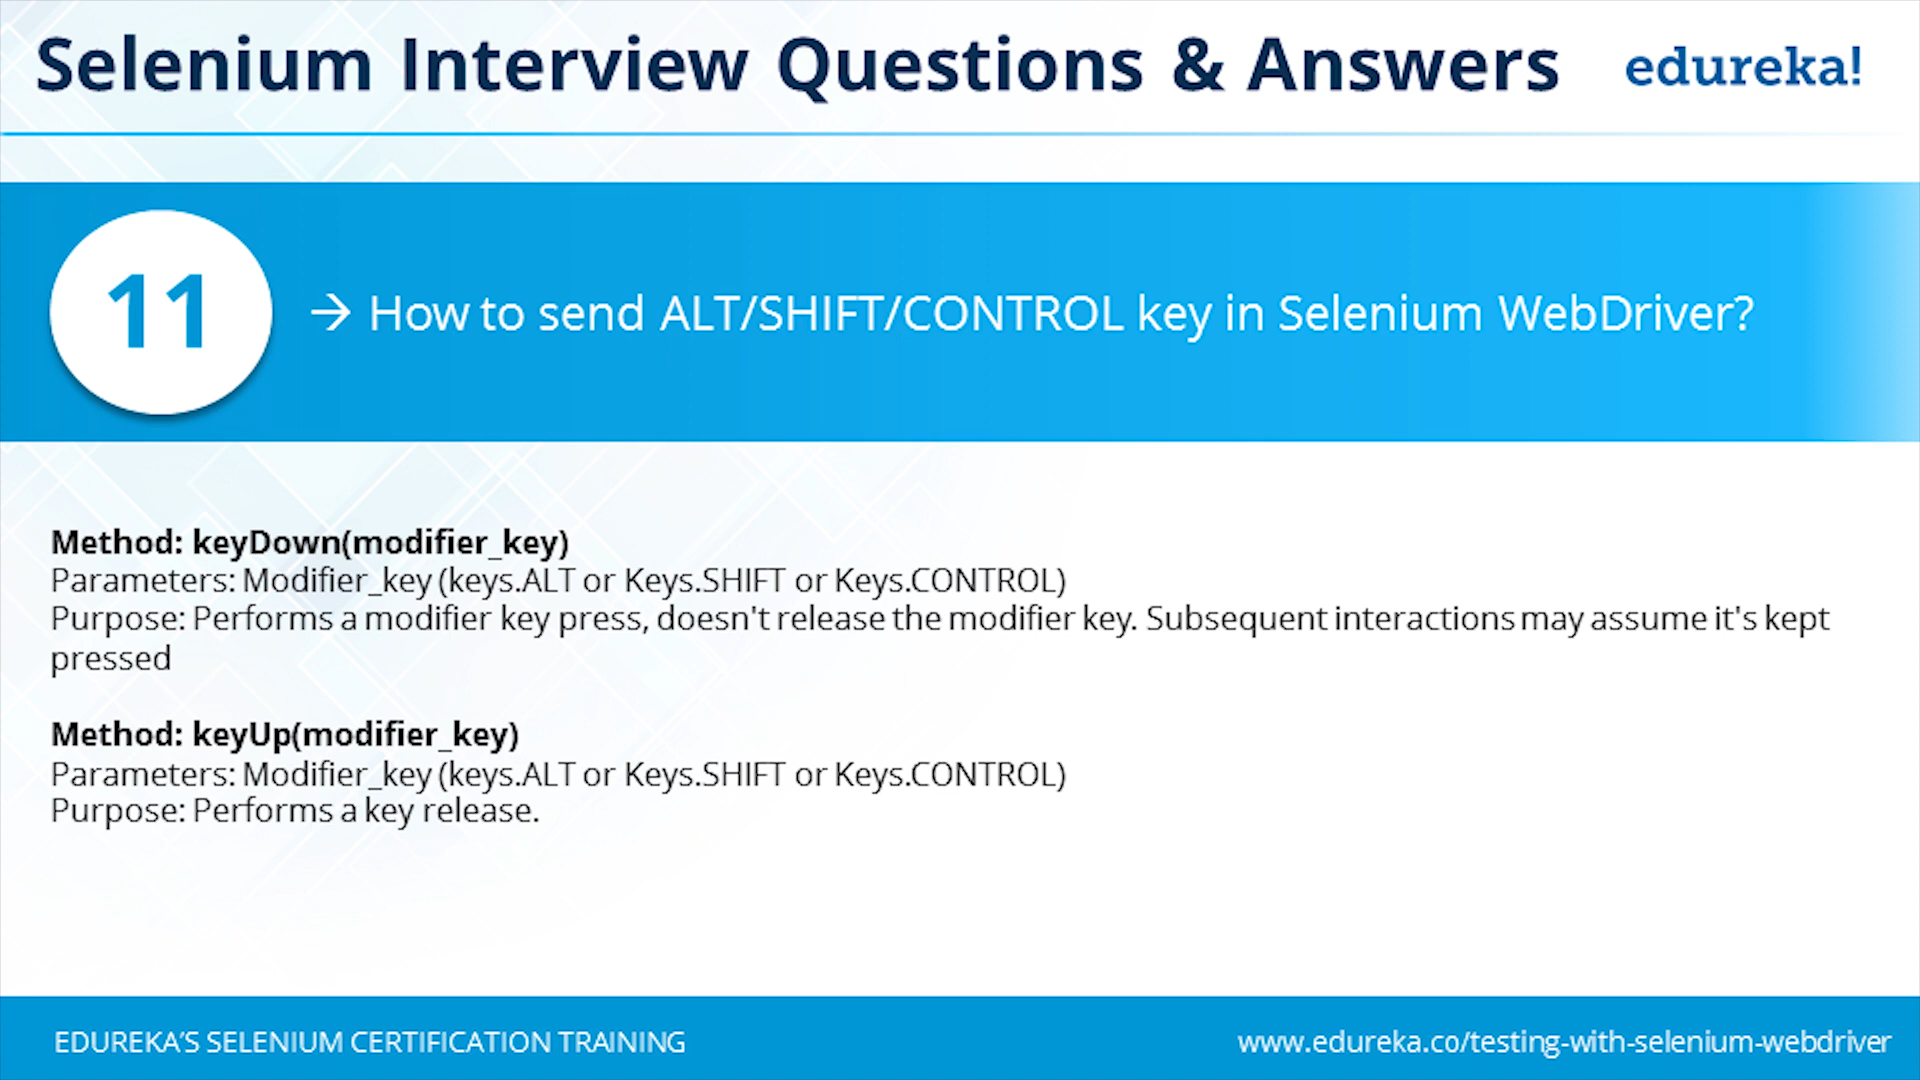 Selenium Interview Questions & Answers
edureka!
11
→ How to send ALT/SHIFT/CONTROL key in Selenium WebDriver?
Method: keyDown(modifier_key)
Parameters: Modifier_key (keys.ALT or Keys.SHIFT or Keys.CONTROL)
Purpose: Performs a modifier key press, doesn't release the modifier key. Subsequent interactions may assume it's kept
pressed
Method: keyUp(modifier_key)
Parameters: Modifier_key (keys.ALT or Keys.SHIFT or Keys.CONTROL)
Purpose: Performs a key release.
EDUREKA’S SELENIUM CERTIFICATION TRAINING
www.edureka.co/testing-with-selenium-webdriver